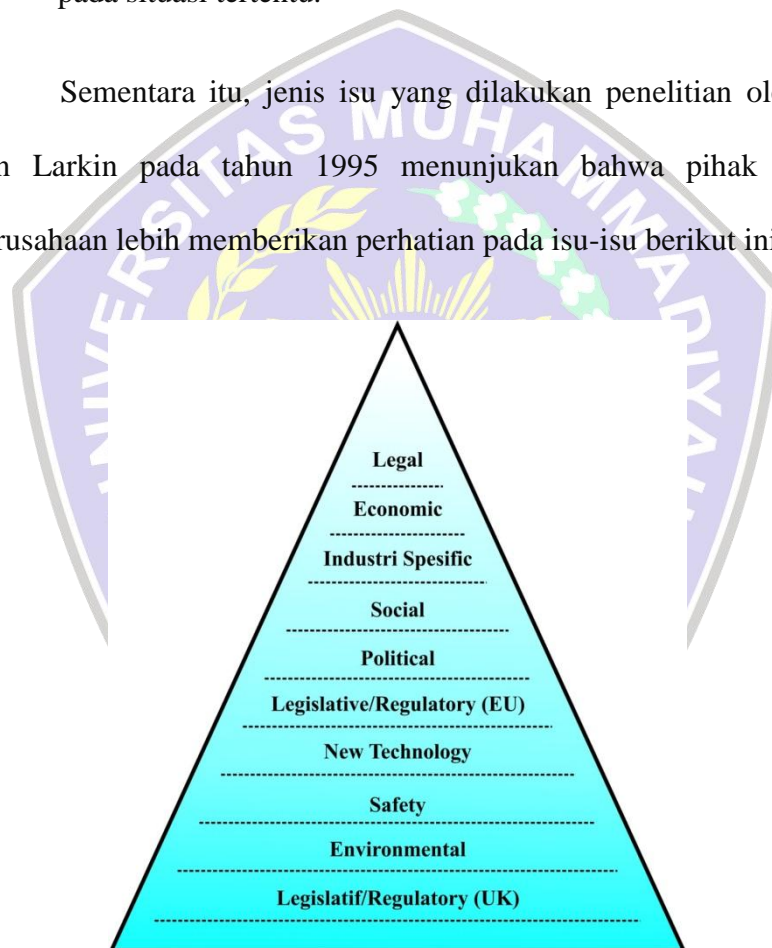 pada situasi tertentu.
Sementara itu, jenis isu yang dilakukan penelitian
Larkin pada tahun 1995 menunjukan bahwa pihak
lebih memberikan perhatian pada isu-isu berikut ini
UNIVERSITAS MUHAMMADIYAH
Legal
Economic
Industri Spesific
Social
Political
Legislative/Regulatory (EU)
New Technology
Safety
Environmental
Legislatif/Regulatory (UK)